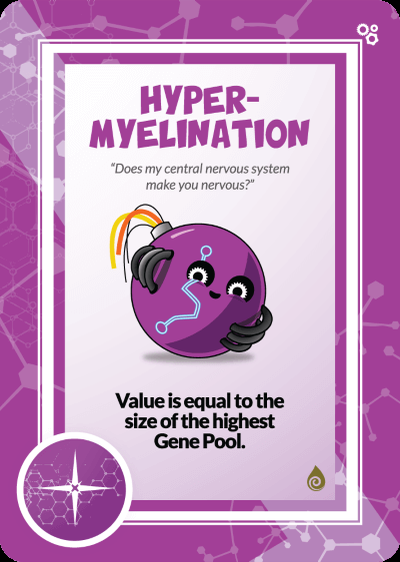 HYPER-
MYELINATION
“Does my central nervous system
make you nervous?”
Value is equal to the
size of the highest
Gene Pool.